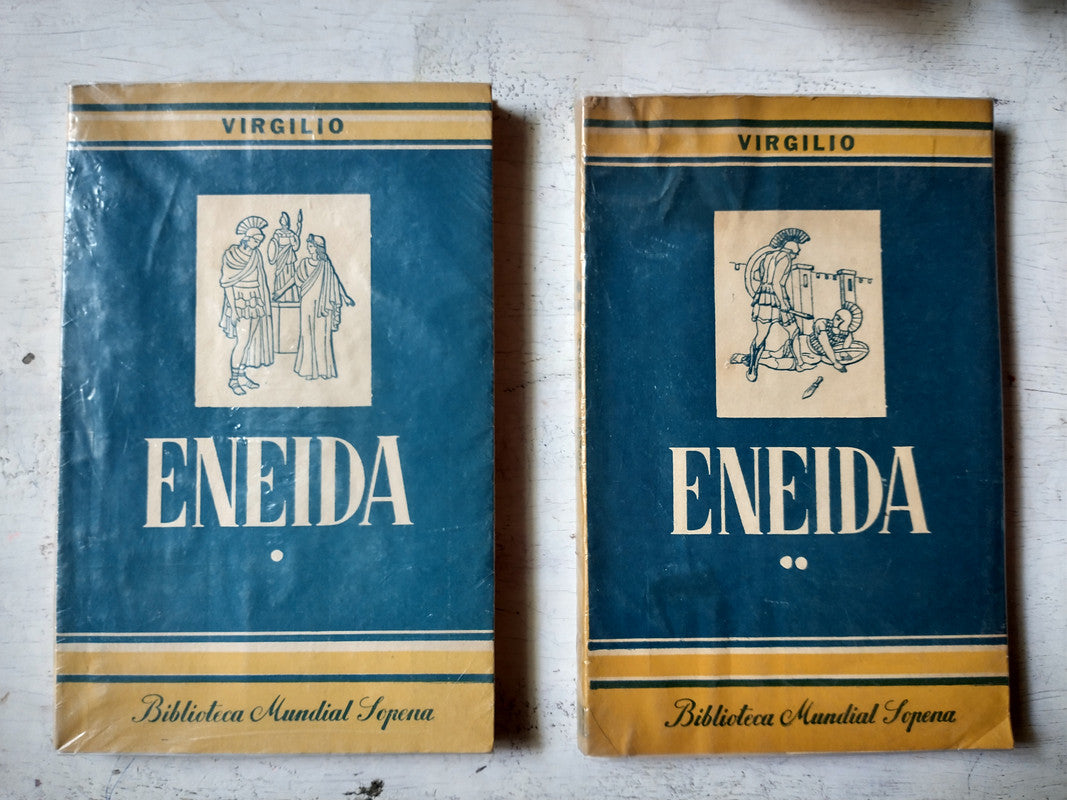 VIRGILIO
ENEIDA
Biblioteca Mundial Sopena
VIRGILIO
ENEIDA
Biblioteca Mundial Sopena